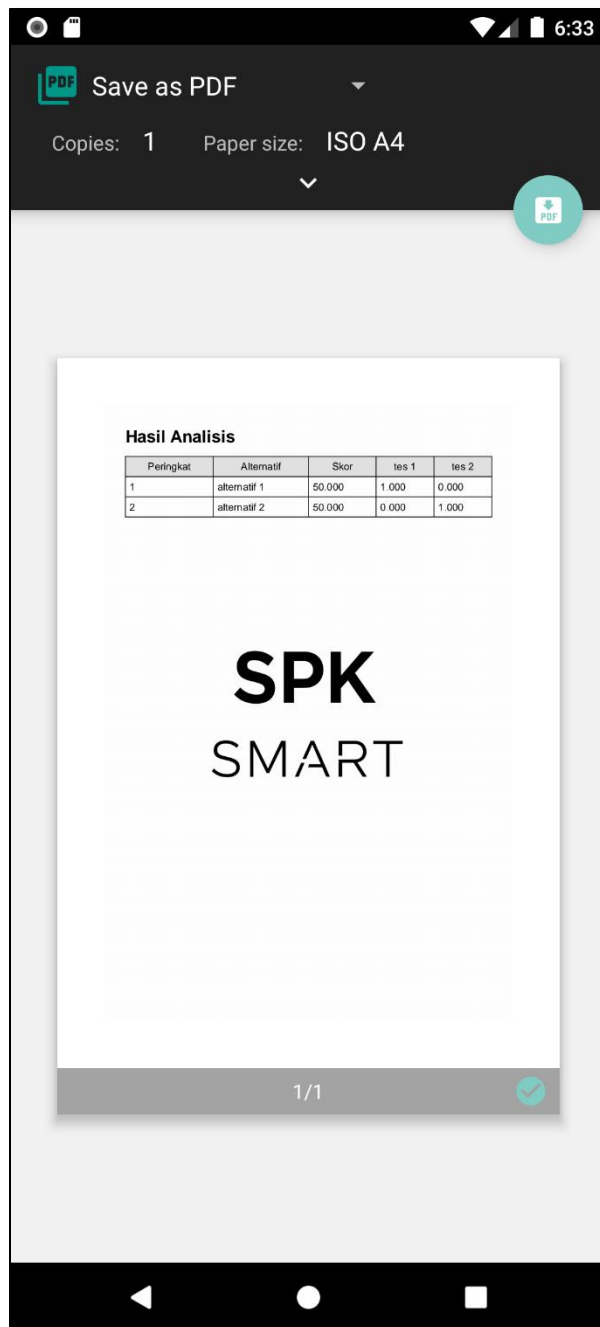 6:33
PDF Save as PDF
Copies: 1 Paper size: ISO A4
PDF
Hasil Analisis
Peringkat Alternatif Skor tes 1 tes 2
1 alternatif 1 50.000 1.000 0.000
2 alternatif 2 50.000 0.000 1.000
SPK
SMART
1/1